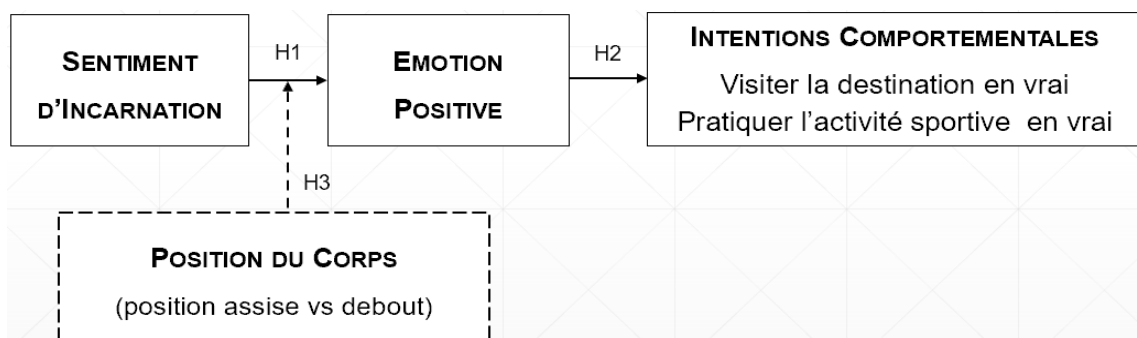 SENTIMENT
D'INCARNATION
H1
EMOTION
POSITIVE
H2
INTENTIONS COMPORTEMENTALES
Visiter la destination en vrai
Pratiquer l'activité sportive en vrai
H3
POSITION DU CORPS
(position assise vs debout)